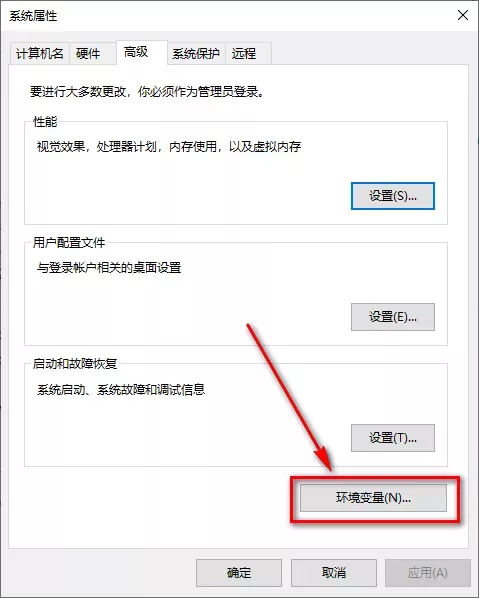 系统属性
计算机名 硬件 高级 系统保护 远程
要进行大多数更改，你必须作为管理员登录。
性能
视觉效果，处理器计划，内存使用，以及虚拟内存
设置(S)...
用户配置文件
与登录帐户相关的桌面设置
设置(E)...
启动和故障恢复
系统启动、系统故障和调试信息
设置(T)...
环境变量(N)...
确定 取消 应用(A)